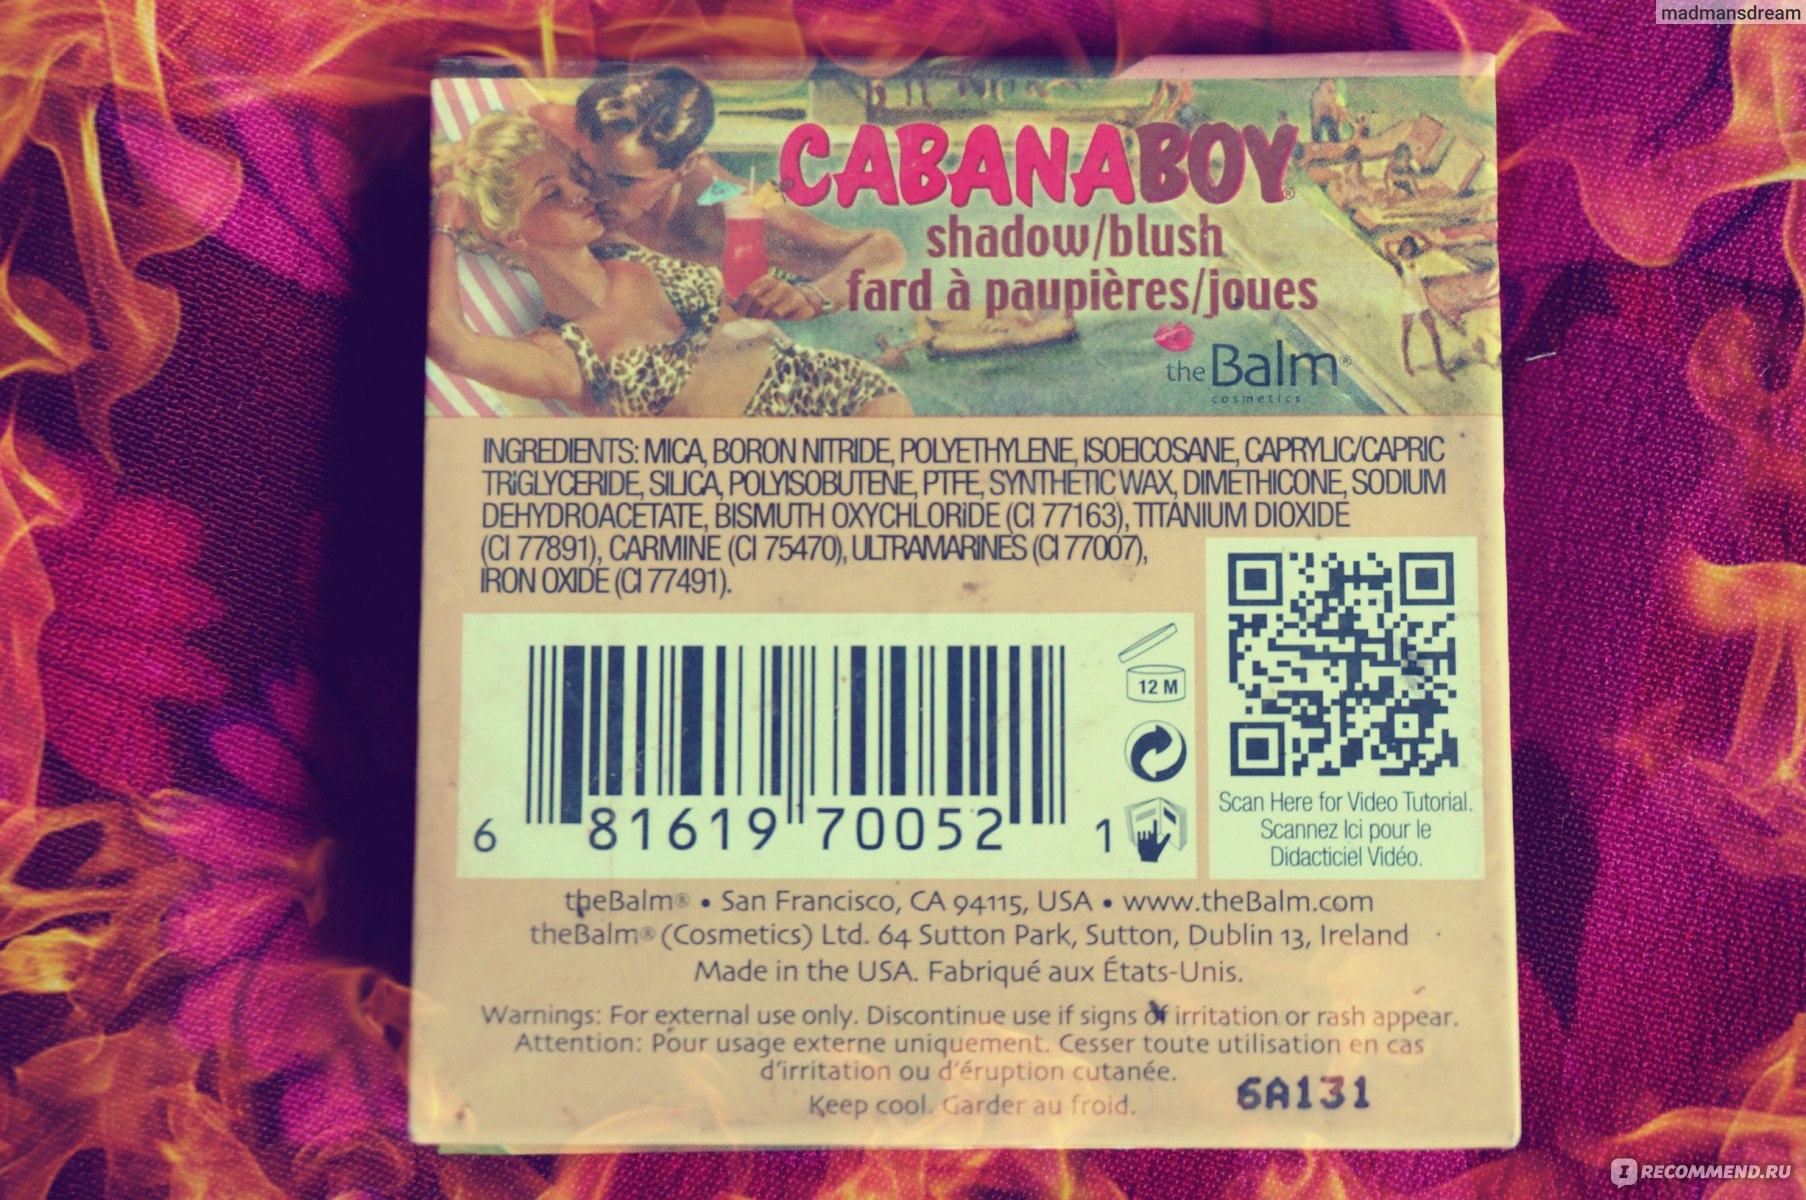 madmansdream
CABANABOY®
shadow/blush
fard à paupières/joues
theBalm®
cosmetics
INGREDIENTS: MICA, BORON NITRIDE, POLYETHYLENE, ISOEICOSANE, CAPRYLIC/CAPRIC
TRiGLYCERIDE, SILICA, POLYISOBUTENE, PTFE, SYNTHETIC WAX, DIMETHICONE, SODIUM
DEHYDROACETATE, BISMUTH OXYCHLORiDE (CI 77163), TITANIUM DIOXIDE
(CI 77891), CARMINE (CI 75470), ULTRAMARINES (CI 77007),
IRON OXIDE (CI 77491).
12 M
6 81619 70052 1
Scan Here for Video Tutorial.
Scannez Ici pour le
Didacticiel Vidéo.
theBalm® • San Francisco, CA 94115, USA • www.theBalm.com
theBalm® (Cosmetics) Ltd. 64 Sutton Park, Sutton, Dublin 13, Ireland
Made in the USA. Fabriqué aux États-Unis.
Warnings: For external use only. Discontinue use if signs of irritation or rash appear.
Attention: Pour usage externe uniquement. Cesser toute utilisation en cas
d'irritation ou d'éruption cutanée.
Keep cool. Garder au froid.
6A131
IRECOMMEND.RU